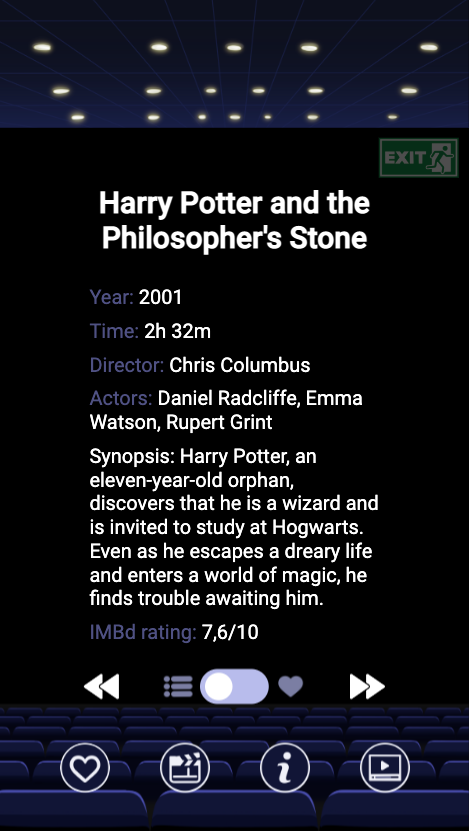 EXIT
Harry Potter and the
Philosopher's Stone
Year: 2001
Time: 2h 32m
Director: Chris Columbus
Actors: Daniel Radcliffe, Emma
Watson, Rupert Grint
Synopsis: Harry Potter, an
eleven-year-old orphan,
discovers that he is a wizard and
is invited to study at Hogwarts.
Even as he escapes a dreary life
and enters a world of magic, he
finds trouble awaiting him.
IMBd rating: 7,6/10